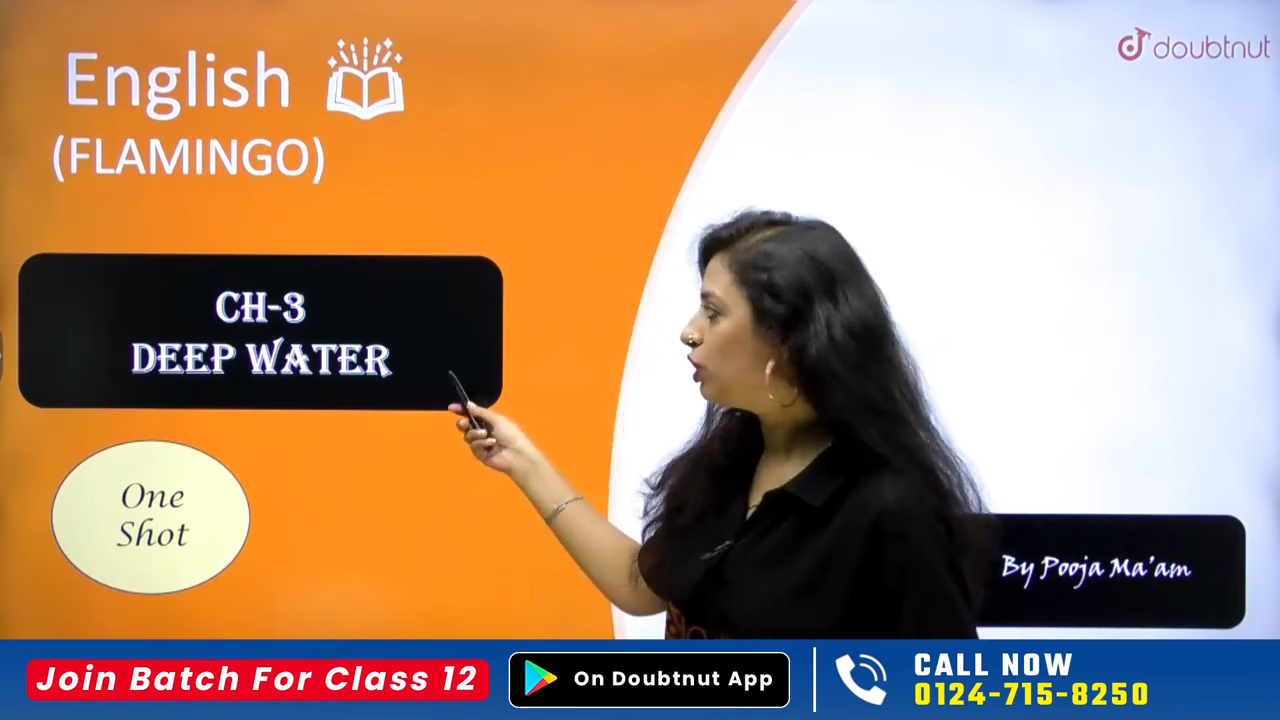 English
(FLAMINGO)
doubtnut
CH-3
DEEP WATER
One
Shot
By Pooja Ma'am
Join Batch For Class 12
On Doubtnut App
CALL NOW
0124-715-8250